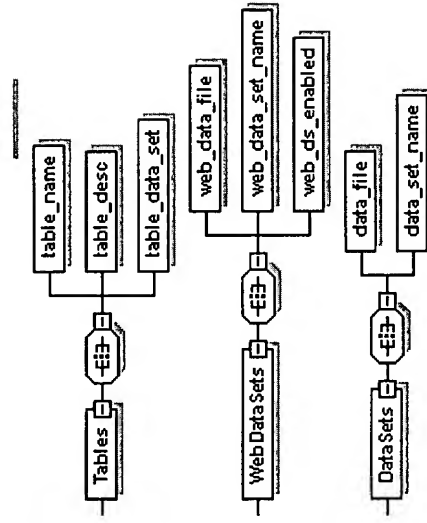 Tables
table_name
table_desc
table_data_set
WebDataSets
web_data_file
web_data_set_name
web_ds_enabled
DataSets
data_file
data_set_name